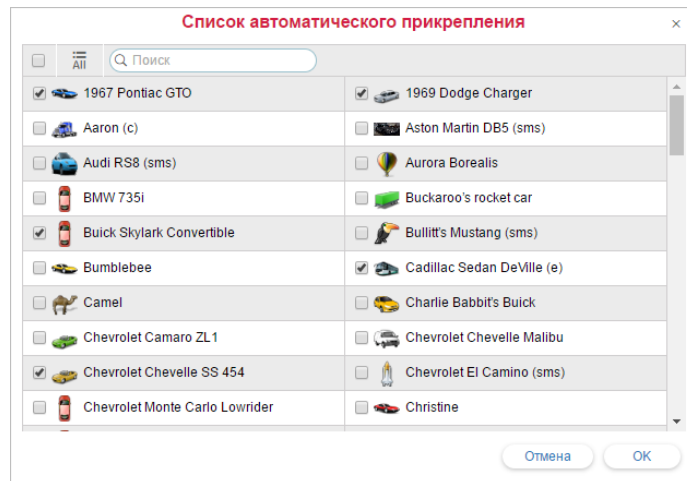 Список автоматического прикрепления
×
All
Поиск
1967 Pontiac GTO
1969 Dodge Charger
Aaron (c)
Aston Martin DB5 (sms)
Audi RS8 (sms)
Aurora Borealis
BMW 735i
Buckaroo's rocket car
Buick Skylark Convertible
Bullitt's Mustang (sms)
Bumblebee
Cadillac Sedan DeVille (e)
Camel
Charlie Babbit's Buick
Chevrolet Camaro ZL1
Chevrolet Chevelle Malibu
Chevrolet Chevelle SS 454
Chevrolet El Camino (sms)
Chevrolet Monte Carlo Lowrider
Christine
Отмена
OK